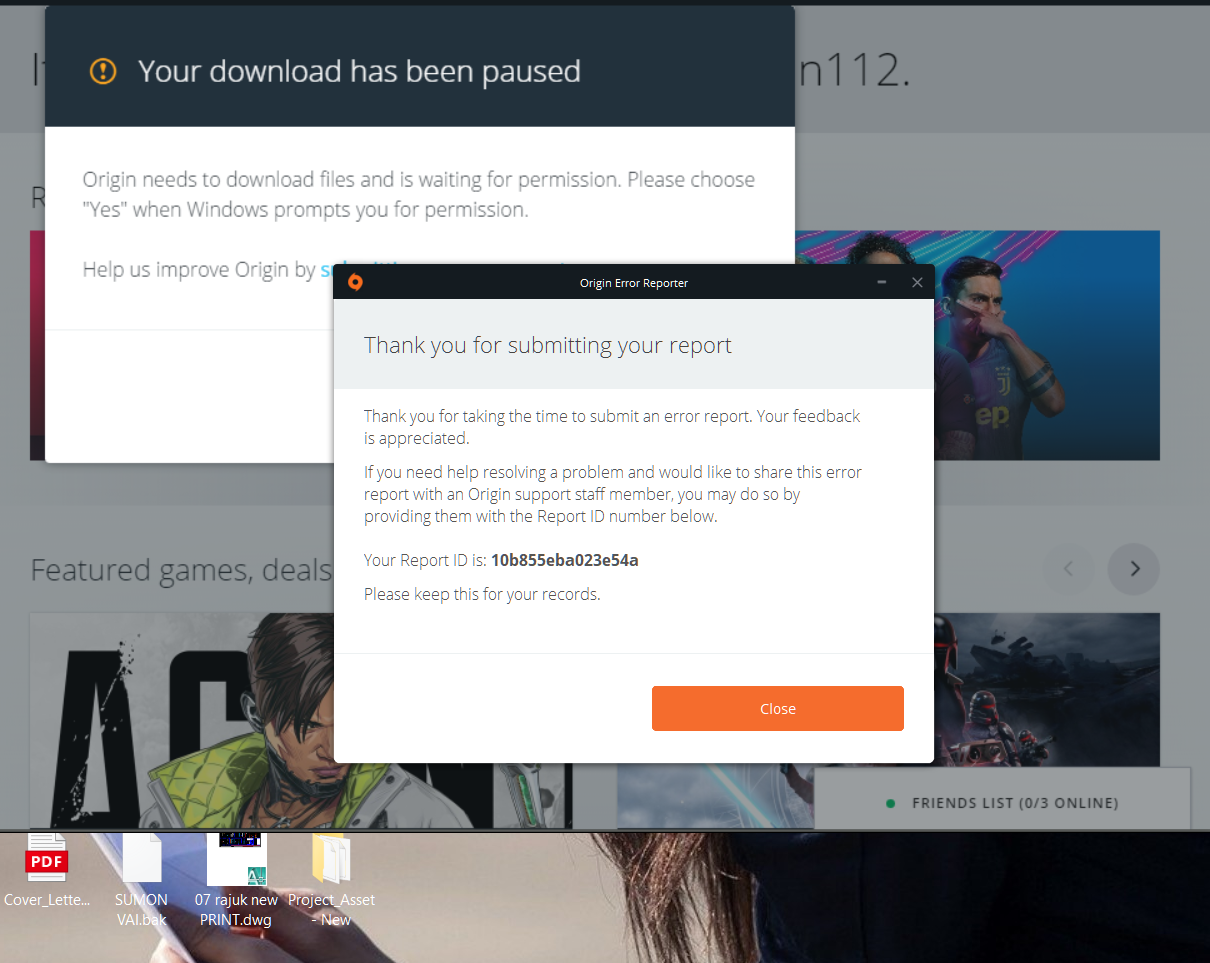 n112.
Your download has been paused
Origin needs to download files and is waiting for permission. Please choose
"Yes" when Windows prompts you for permission.
Help us improve Origin by
Origin Error Reporter
Thank you for submitting your report
Thank you for taking the time to submit an error report. Your feedback
is appreciated.
If you need help resolving a problem and would like to share this error
report with an Origin support staff member, you may do so by
providing them with the Report ID number below.
Your Report ID is: 10b855eba023e54a
Please keep this for your records.
Close
Jeep
Featured games, deals
FRIENDS LIST (0/3 ONLINE)
PDF
Cover_Lette...
SUMON
VAI.bak
07 rajuk new
PRINT.dwg
Project_Asset
- New